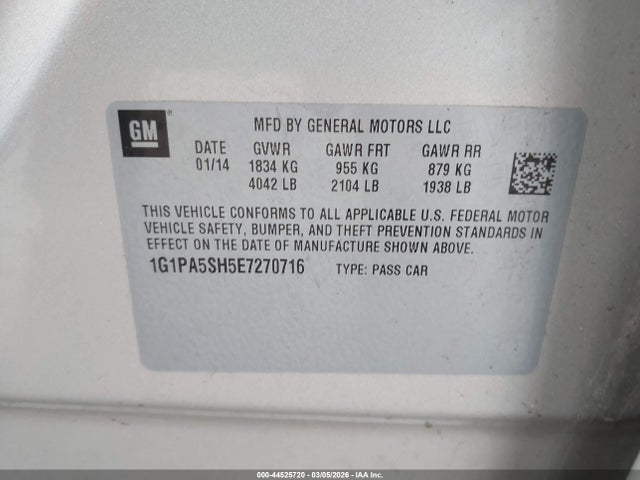 GM
MFD BY GENERAL MOTORS LLC
DATE GVWR GAWR FRT GAWR RR
01/14 1834 KG 955 KG 879 KG
4042 LB 2104 LB 1938 LB
THIS VEHICLE CONFORMS TO ALL APPLICABLE U.S. FEDERAL MOTOR
VEHICLE SAFETY, BUMPER, AND THEFT PREVENTION STANDARDS IN
EFFECT ON THE DATE OF MANUFACTURE SHOWN ABOVE.
1G1PA5SH5E7270716 TYPE: PASS CAR
000-44525720 - 03/05/2026 - IAA Inc.